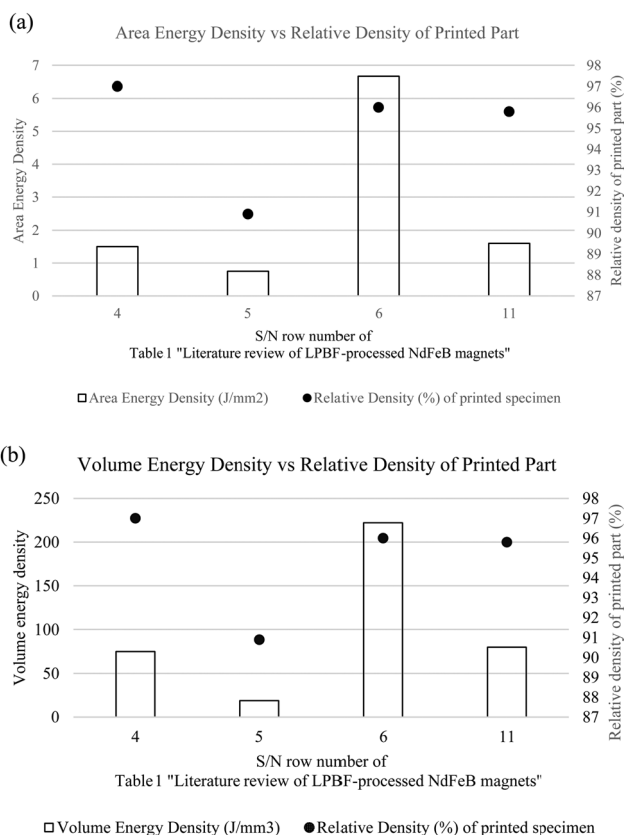 (a)
Area Energy Density vs Relative Density of Printed Part
7
6
5
4
3
2
1
0
Area Energy Density
98
97
96
95
94
93
92
91
90
89
88
87
Relative density of printed part (%)
4 5 6 11
S/N row number of
Table 1 "Literature review of LPBF-processed NdFeB magnets"
Area Energy Density (J/mm2) Relative Density (%) of printed specimen
(b)
Volume Energy Density vs Relative Density of Printed Part
250
200
150
100
50
0
Volume energy density
98
97
96
95
94
93
92
91
90
89
88
87
Relative density of printed part (%)
4 5 6 11
S/N row number of
Table 1 "Literature review of LPBF-processed NdFeB magnets"
Volume Energy Density (J/mm3) Relative Density (%) of printed specimen